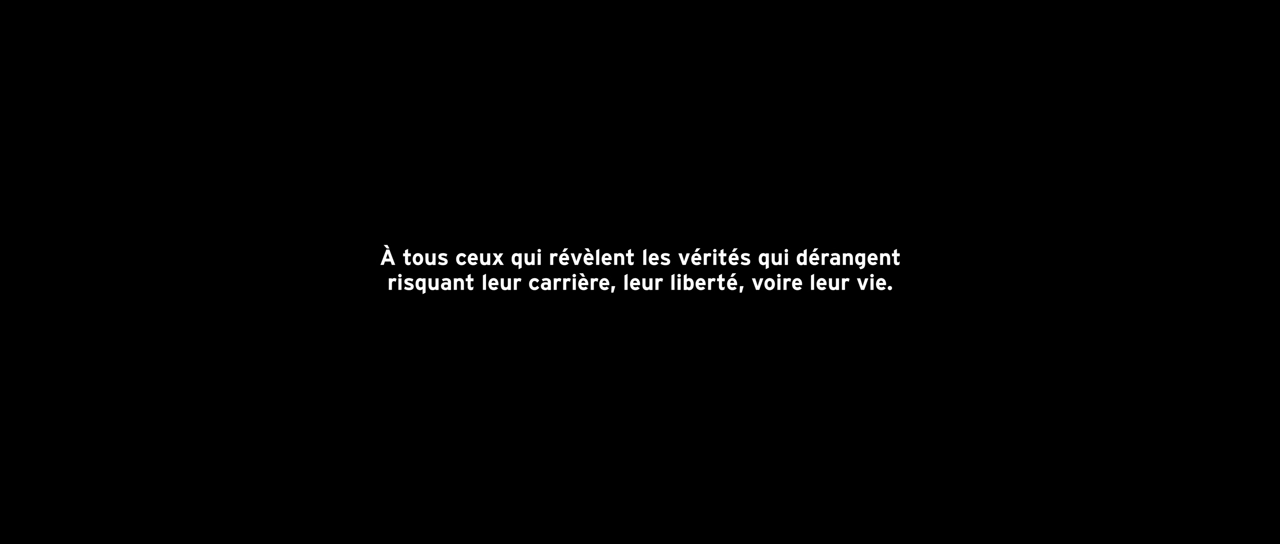 À tous ceux qui révèlent les vérités qui dérangent
risquant leur carrière, leur liberté, voire leur vie.